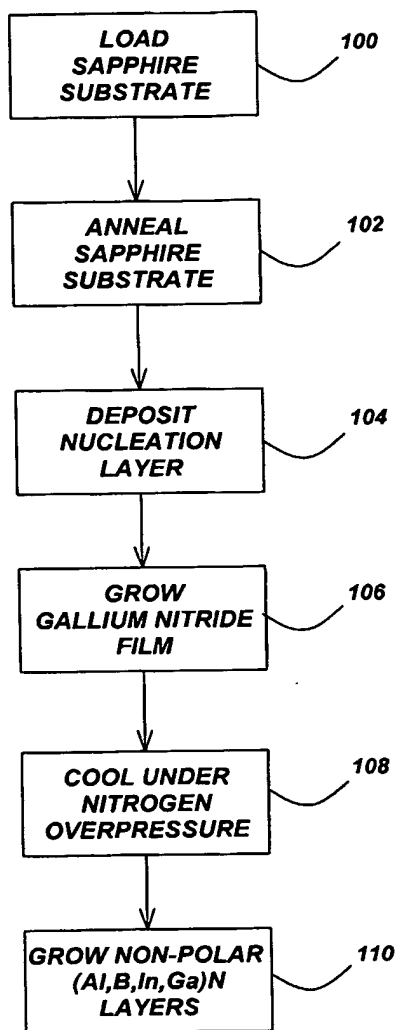 LOAD
SAPPHIRE
SUBSTRATE
100
ANNEAL
SAPPHIRE
SUBSTRATE
102
DEPOSIT
NUCLEATION
LAYER
104
GROW
GALLIUM NITRIDE
FILM
106
COOL UNDER
NITROGEN
OVERPRESSURE
108
GROW NON-POLAR
(Al,B,In,Ga)N
LAYERS
110